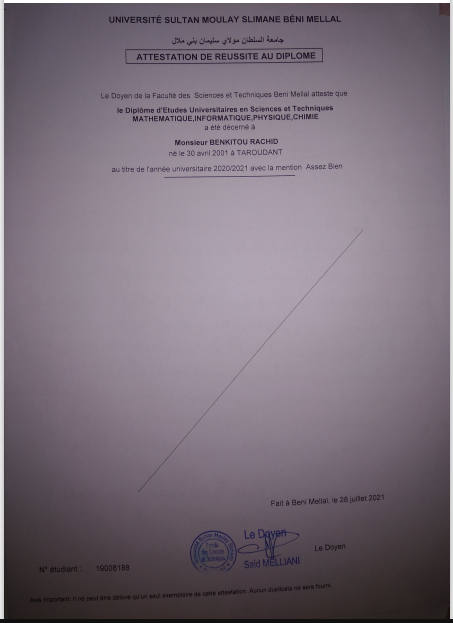 UNIVERSITÉ SULTAN MOULAY SLIMANE BÉNI MELLAL
جامعة السلطان مولاي سليمان بني ملال
ATTESTATION DE REUSSITE AU DIPLOME
Le Doyen de la Faculté des Sciences et Techniques Beni Mellal atteste que
le Diplôme d'Etudes Universitaires en Sciences et Techniques
MATHEMATIQUE,INFORMATIQUE,PHYSIQUE,CHIMIE
a été décerné à
Monsieur BENKITOU RACHID
né le 30 avril 2001 à TAROUDANT
au titre de l'année universitaire 2020/2021 avec la mention Assez Bien
Fait à Beni Mellal, le 28 juillet 2021
Le Doyen
Le Doyen
Said MELLIANI
N° étudiant : 19008188
Avis important: Il ne peut être délivré qu'un seul exemplaire de cette attestation. Aucun duplicata ne sera fourni.